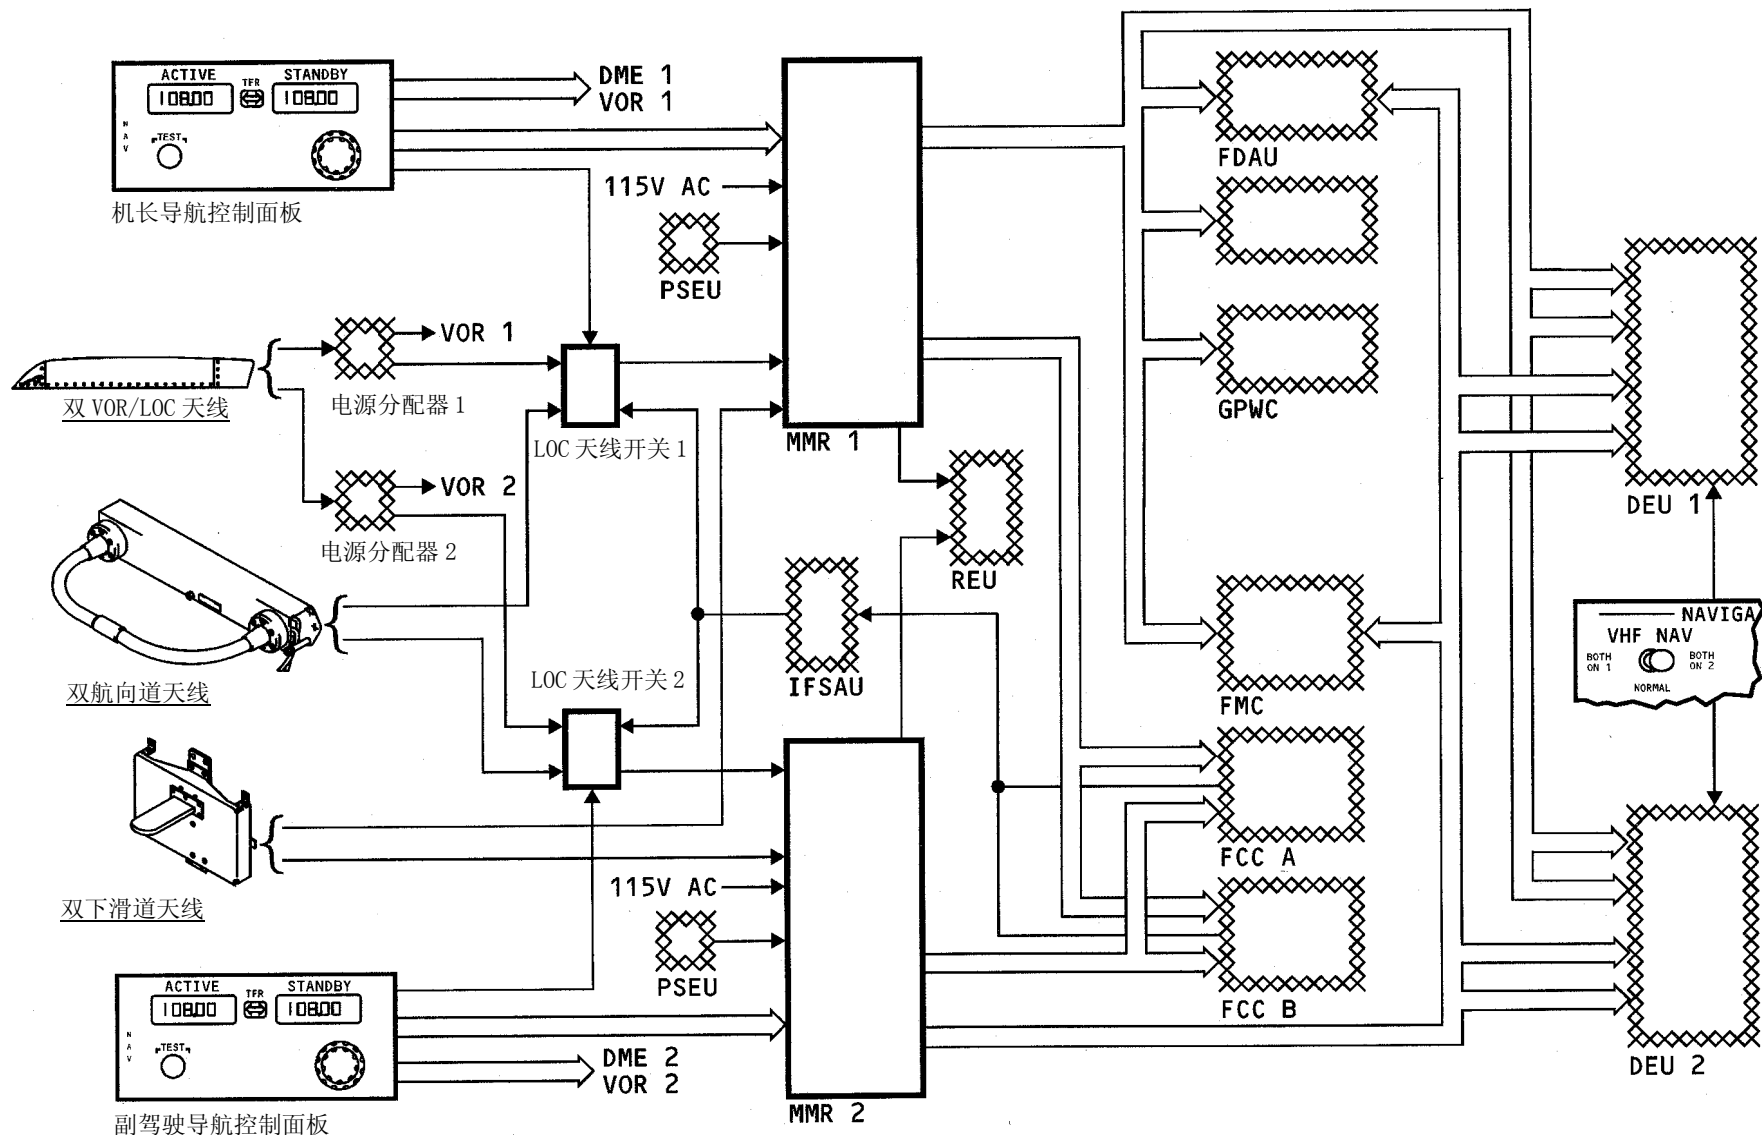 ACTIVE
TFR
STANDBY
108.00
108.00
NAV
TEST
机长导航控制面板
DME 1
VOR 1
115V AC
PSEU
MMR 1
VOR 1
电源分配器 1
双 VOR/LOC 天线
LOC 天线开关 1
VOR 2
电源分配器 2
双航向道天线
LOC 天线开关 2
IFSAU
REU
双下滑道天线
115V AC
PSEU
MMR 2
ACTIVE
TFR
STANDBY
108.00
108.00
NAV
TEST
副驾驶导航控制面板
DME 2
VOR 2
FDAU
GPWC
FMC
FCC A
FCC B
DEU 1
NAVIGA
VHF NAV
BOTH
ON 1
BOTH
ON 2
NORMAL
DEU 2